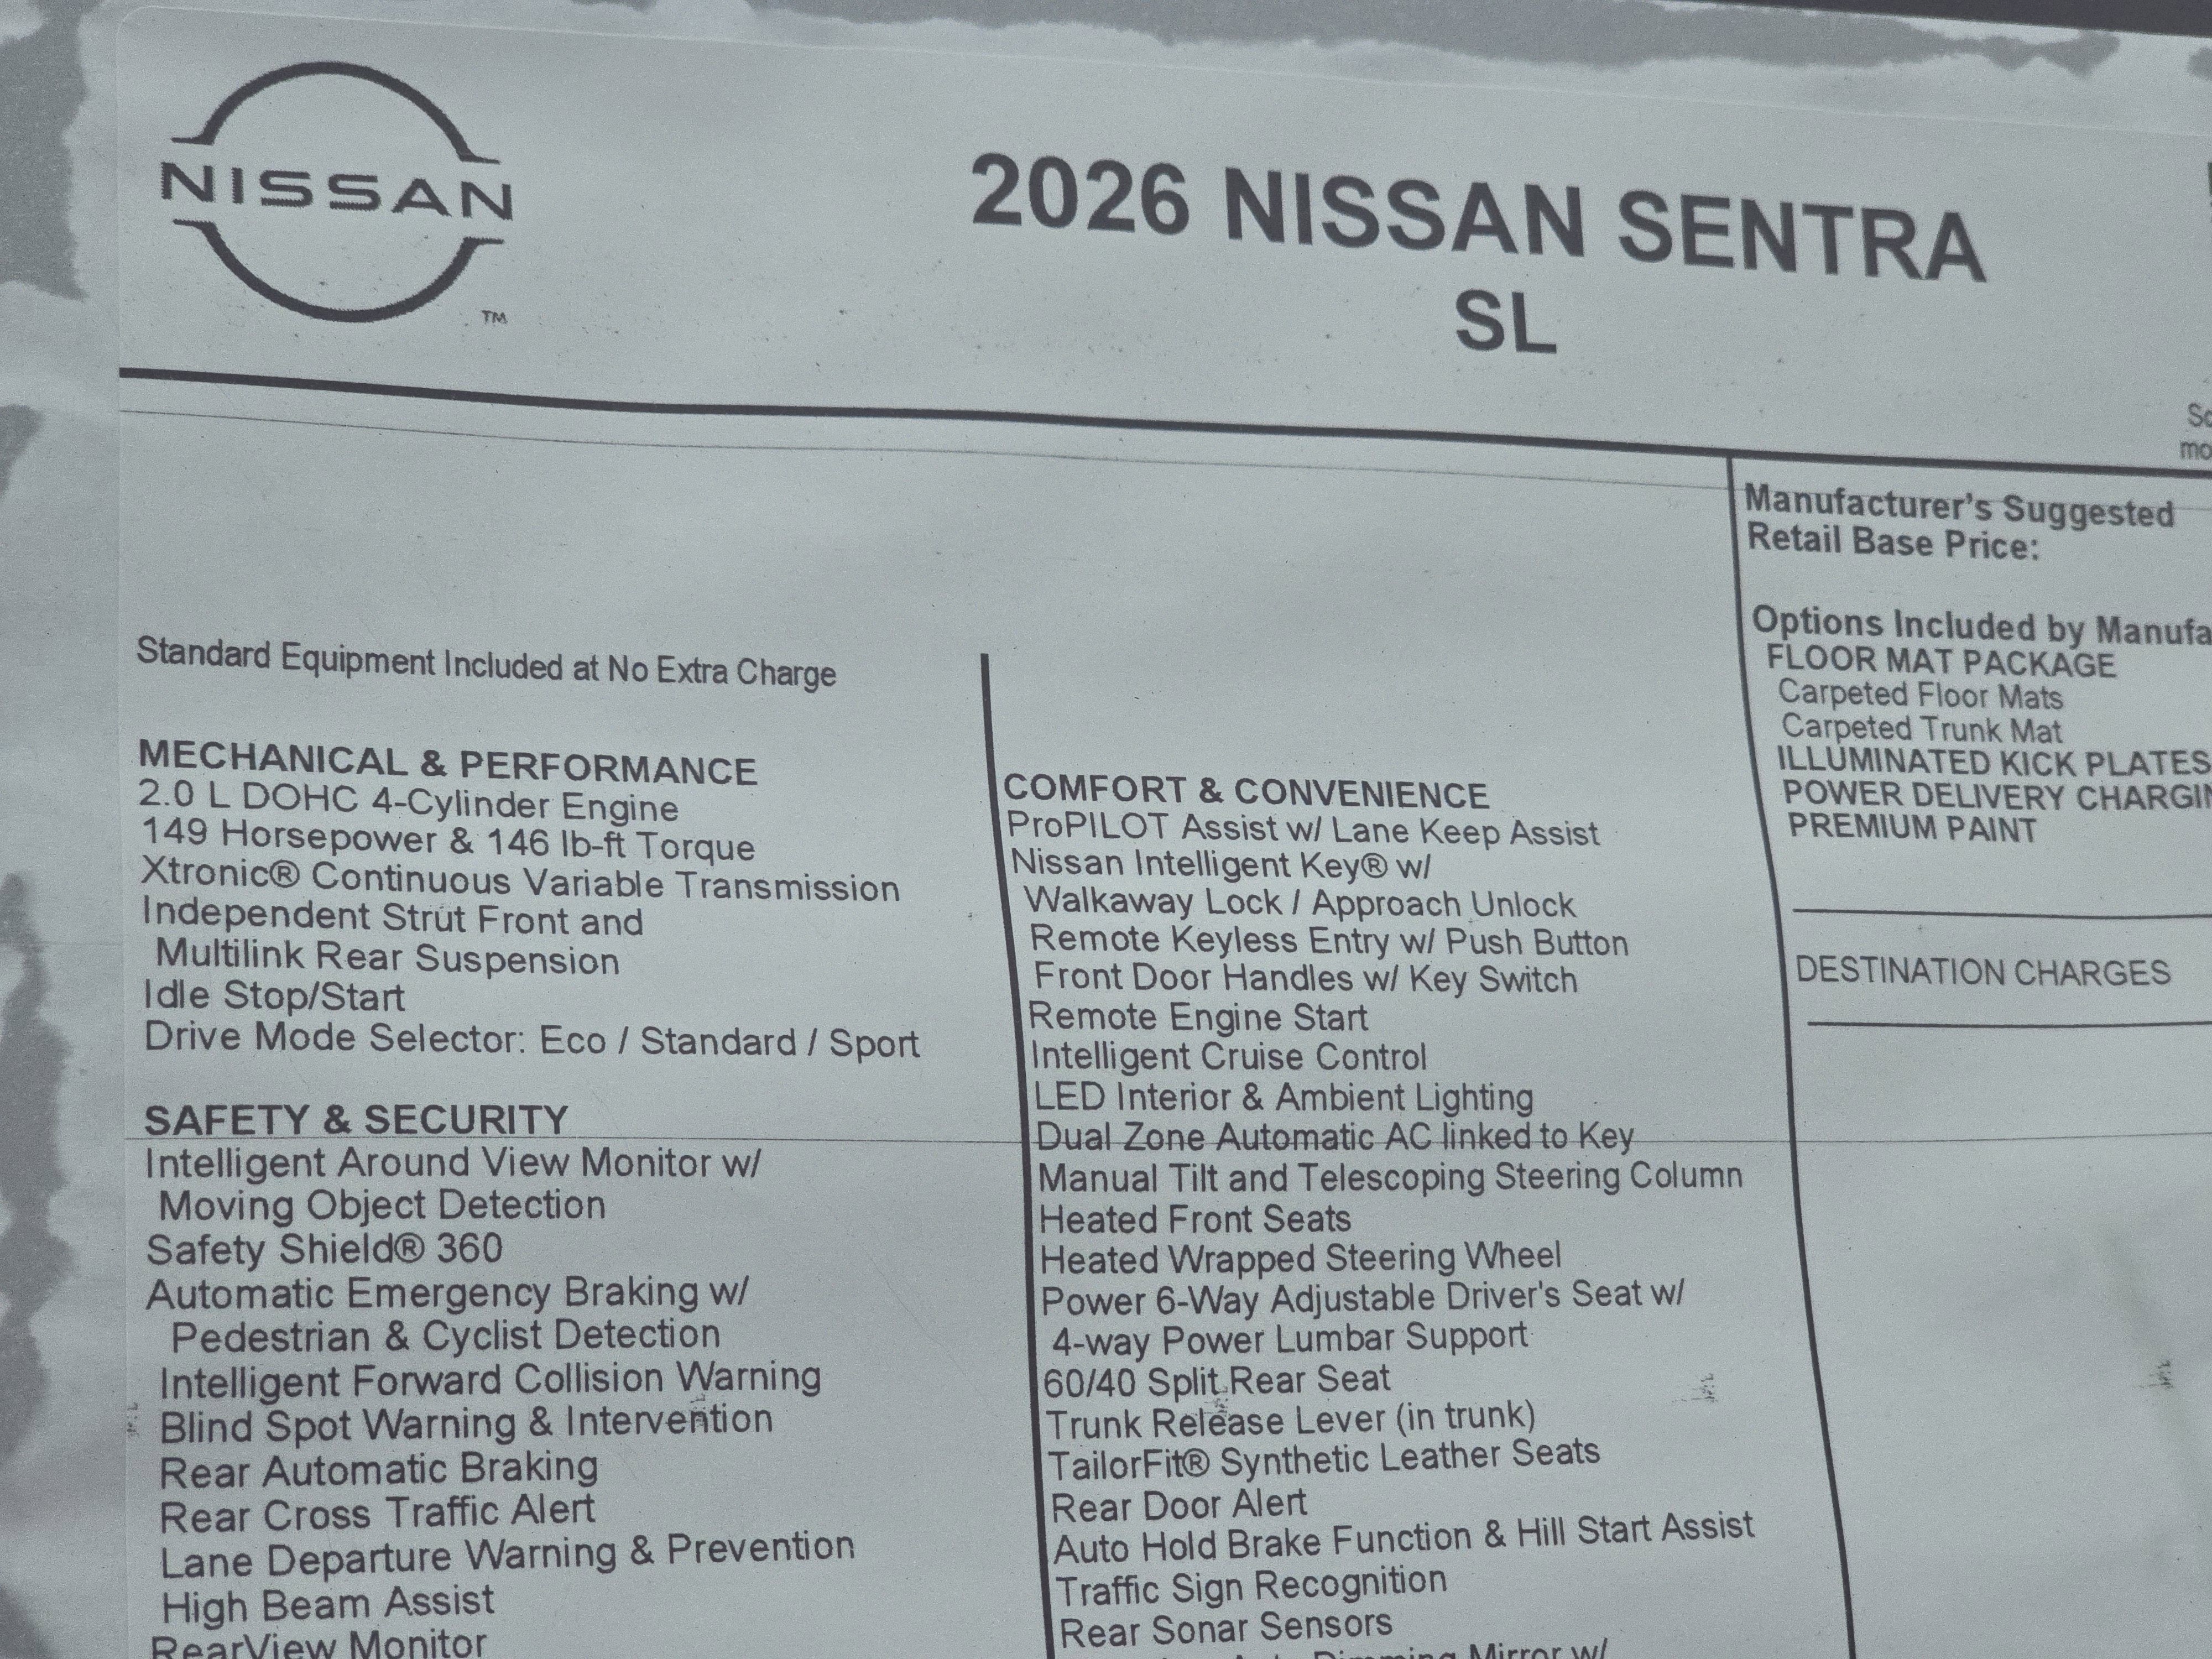 NISSAN
TM
2026 NISSAN SENTRA
SL
Standard Equipment Included at No Extra Charge
MECHANICAL & PERFORMANCE
2.0 L DOHC 4-Cylinder Engine
149 Horsepower & 146 lb-ft Torque
Xtronic® Continuous Variable Transmission
Independent Strut Front and
Multilink Rear Suspension
Idle Stop/Start
Drive Mode Selector: Eco / Standard / Sport
SAFETY & SECURITY
Intelligent Around View Monitor w/
Moving Object Detection
Safety Shield® 360
Automatic Emergency Braking w/
Pedestrian & Cyclist Detection
Intelligent Forward Collision Warning
Blind Spot Warning & Intervention
Rear Automatic Braking
Rear Cross Traffic Alert
Lane Departure Warning & Prevention
High Beam Assist
RearView Monitor
COMFORT & CONVENIENCE
ProPILOT Assist w/ Lane Keep Assist
Nissan Intelligent Key® w/
Walkaway Lock / Approach Unlock
Remote Keyless Entry w/ Push Button
Front Door Handles w/ Key Switch
Remote Engine Start
Intelligent Cruise Control
LED Interior & Ambient Lighting
Dual Zone Automatic AC linked to Key
Manual Tilt and Telescoping Steering Column
Heated Front Seats
Heated Wrapped Steering Wheel
Power 6-Way Adjustable Driver's Seat w/
4-way Power Lumbar Support
60/40 Split Rear Seat
Trunk Release Lever (in trunk)
TailorFit® Synthetic Leather Seats
Rear Door Alert
Auto Hold Brake Function & Hill Start Assist
Traffic Sign Recognition
Rear Sonar Sensors
Mirror w/
Manufacturer's Suggested
Retail Base Price:
Options Included by
FLOOR MAT PACKAGE
Carpeted Floor Mats
Carpeted Trunk Mat
ILLUMINATED KICK PLATES
POWER DELIVERY
PREMIUM PAINT
DESTINATION CHARGES